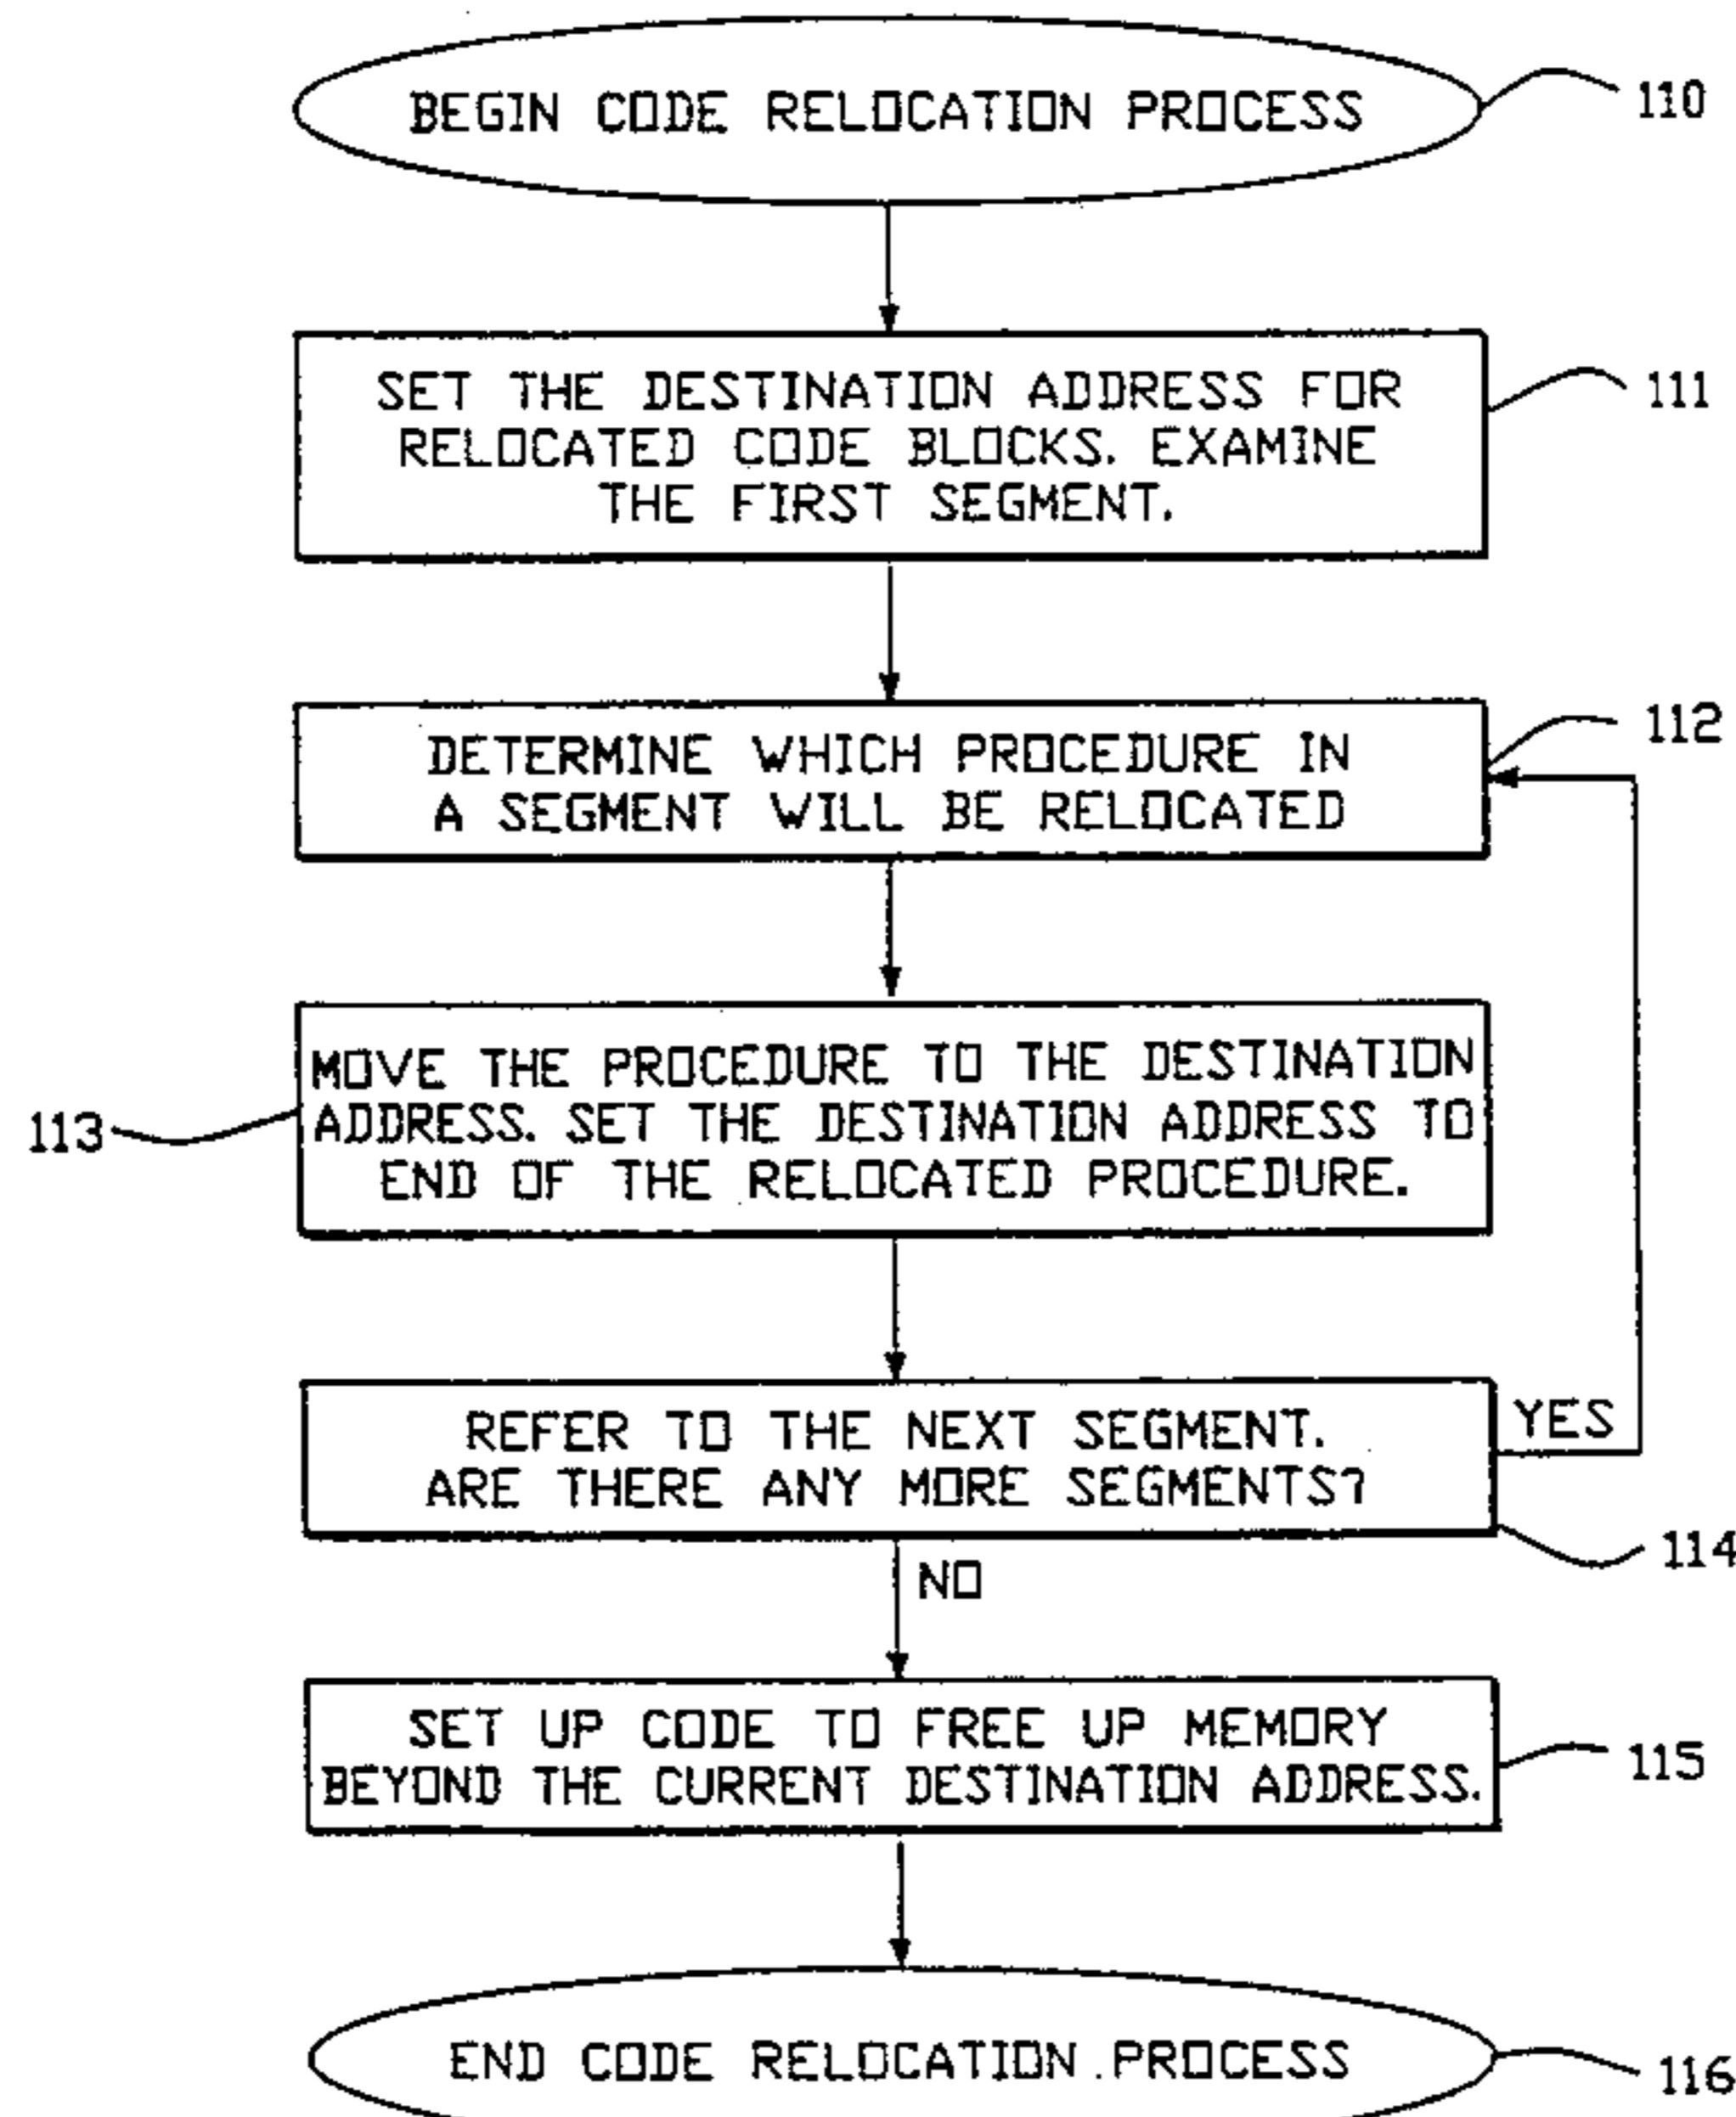 BEGIN CODE RELOCATION PROCESS
110
SET THE DESTINATION ADDRESS FOR
RELOCATED CODE BLOCKS. EXAMINE
THE FIRST SEGMENT.
111
DETERMINE WHICH PROCEDURE IN
A SEGMENT WILL BE RELOCATED
112
MOVE THE PROCEDURE TO THE DESTINATION
ADDRESS. SET THE DESTINATION ADDRESS TO
END OF THE RELOCATED PROCEDURE.
113
REFER TO THE NEXT SEGMENT.
ARE THERE ANY MORE SEGMENTS?
YES
114
NO
SET UP CODE TO FREE UP MEMORY
BEYOND THE CURRENT DESTINATION ADDRESS.
115
END CODE RELOCATION PROCESS
116